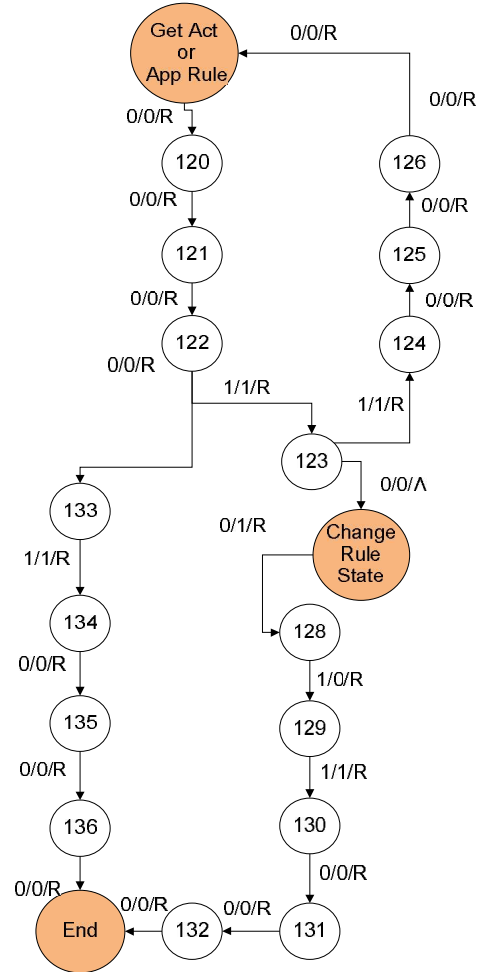 Get Act
or
App Rule
0/0/R
0/0/R
0/0/R
120
126
0/0/R
0/0/R
121
125
0/0/R
0/0/R
122
124
0/0/R
1/1/R
1/1/R
123
0/0/Λ
133
0/1/R
Change
Rule
State
1/1/R
134
128
0/0/R
1/0/R
135
129
0/0/R
1/1/R
136
130
0/0/R
0/0/R
0/0/R
0/0/R
End
132
131